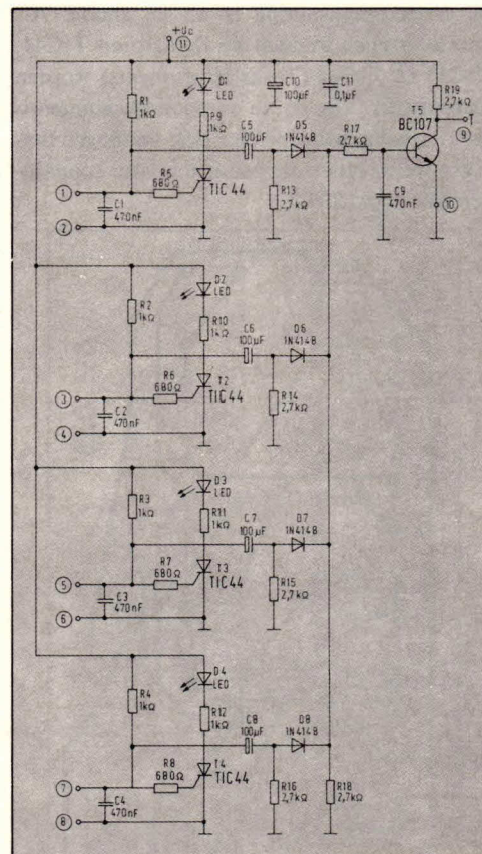 +Uc
11
R1
1kΩ
D1
LED
R9
1kΩ
C10
100µF
C11
0,1µF
R19
2,7kΩ
T5
BC107
9
C5
100µF
D5
1N4148
R17
2,7kΩ
R5
680Ω
TIC 44
R13
2,7kΩ
C9
470nF
10
1
C1
470nF
2
D2
LED
R2
1kΩ
R10
C6
100µF
D6
1N4148
R6
680Ω
T2
TIC44
R14
2,7kΩ
3
C2
470nF
4
D3
LED
R3
1kΩ
R11
1kΩ
C7
100µF
D7
1N4148
R7
680Ω
T3
TIC44
R15
2,7kΩ
5
C3
470nF
6
D4
LED
R4
1kΩ
R12
1kΩ
C8
100µF
D8
1N4148
R8
680Ω
T4
TIC44
R16
2,7kΩ
R18
2,7kΩ
7
C4
470nF
8